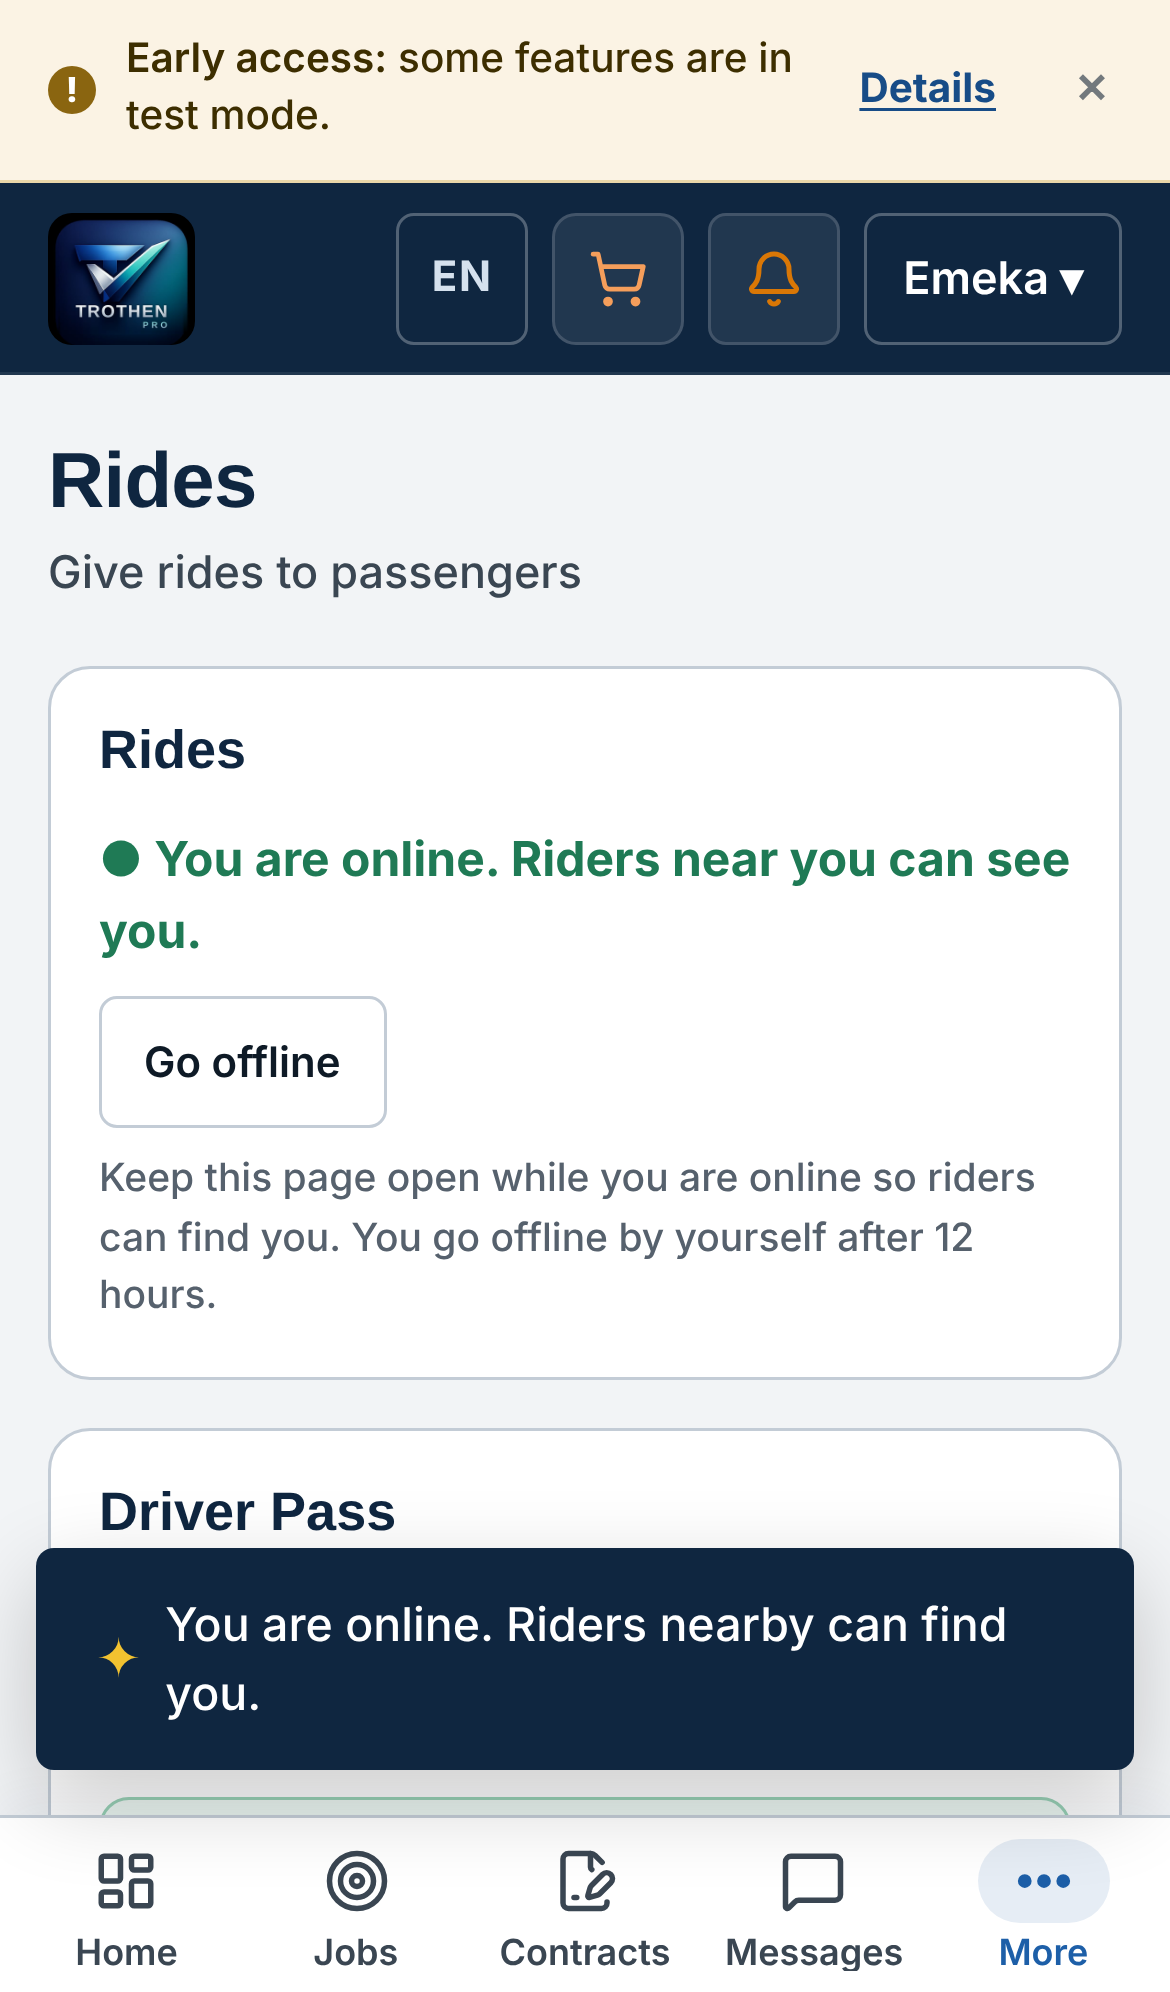 Early access: some features are in
test mode.
Details
×
TROTHEN
PRO
EN
Emeka ▾
Rides
Give rides to passengers
Rides
● You are online. Riders near you can see
you.
Go offline
Keep this page open while you are online so riders
can find you. You go offline by yourself after 12
hours.
Driver Pass
You are online. Riders nearby can find
you.
Home
Jobs
Contracts
Messages
More